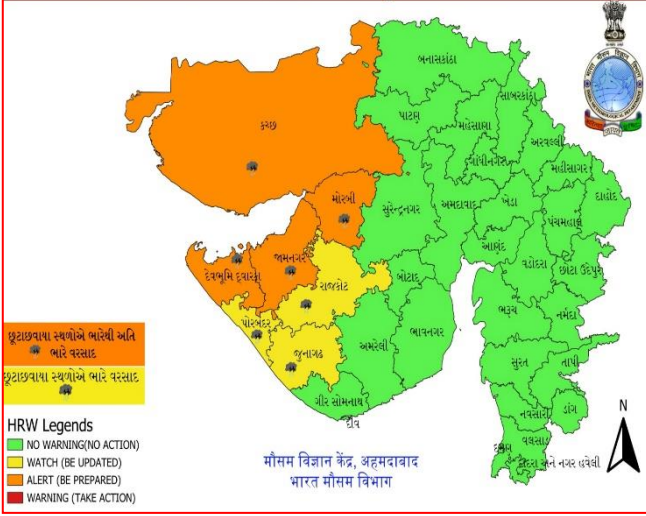 બનાસકાંઠા
પાટણ
સાબરકાંઠા
મહેસાણા
અરવલ્લી
કચ્છ
ગાંધીનગર
મહીસાગર
મોરબી
સુરેન્દ્રનગર
અમદાવાદ
ખેડા
પંચમહાલ
દાહોદ
આણંદ
વડોદરા
છોટા ઉદેપુર
દેવભૂમિ દ્વારકા
જામનગર
રાજકોટ
બોટાદ
પોરબંદર
જુનાગઢ
અમરેલી
ભાવનગર
ભરૂચ
નર્મદા
સુરત
તાપી
ગીર સોમનાથ
દીવ
નવસારી
ડાંગ
વલસાડ
દમણ
દાદરા અને નગર હવેલી
છૂટાછવાયા સ્થળોએ ભારેથી અતિ
ભારે વરસાદ
છૂટાછવાયા સ્થળોએ ભારે વરસાદ
HRW Legends
NO WARNING(NO ACTION)
WATCH (BE UPDATED)
ALERT (BE PREPARED)
WARNING (TAKE ACTION)
मौसम विज्ञान केंद्र, अहमदाबाद
भारत मौसम विभाग
N